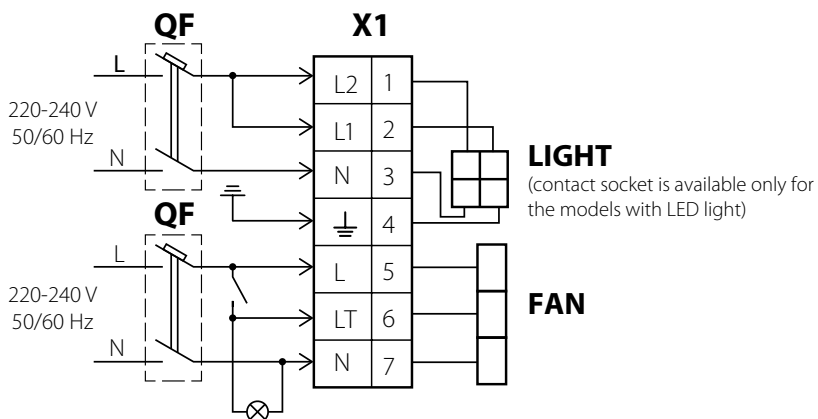 QF
X1
L
220-240 V
50/60 Hz
N
L2 1
L1 2
N 3
4
LIGHT
(contact socket is available only for
the models with LED light)
QF
L
220-240 V
50/60 Hz
N
L 5
LT 6
N 7
FAN